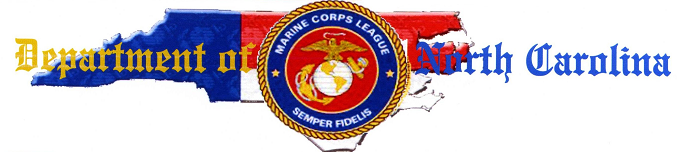 Department of North Carolina
MARINE CORPS LEAGUE
SEMPER FIDELIS